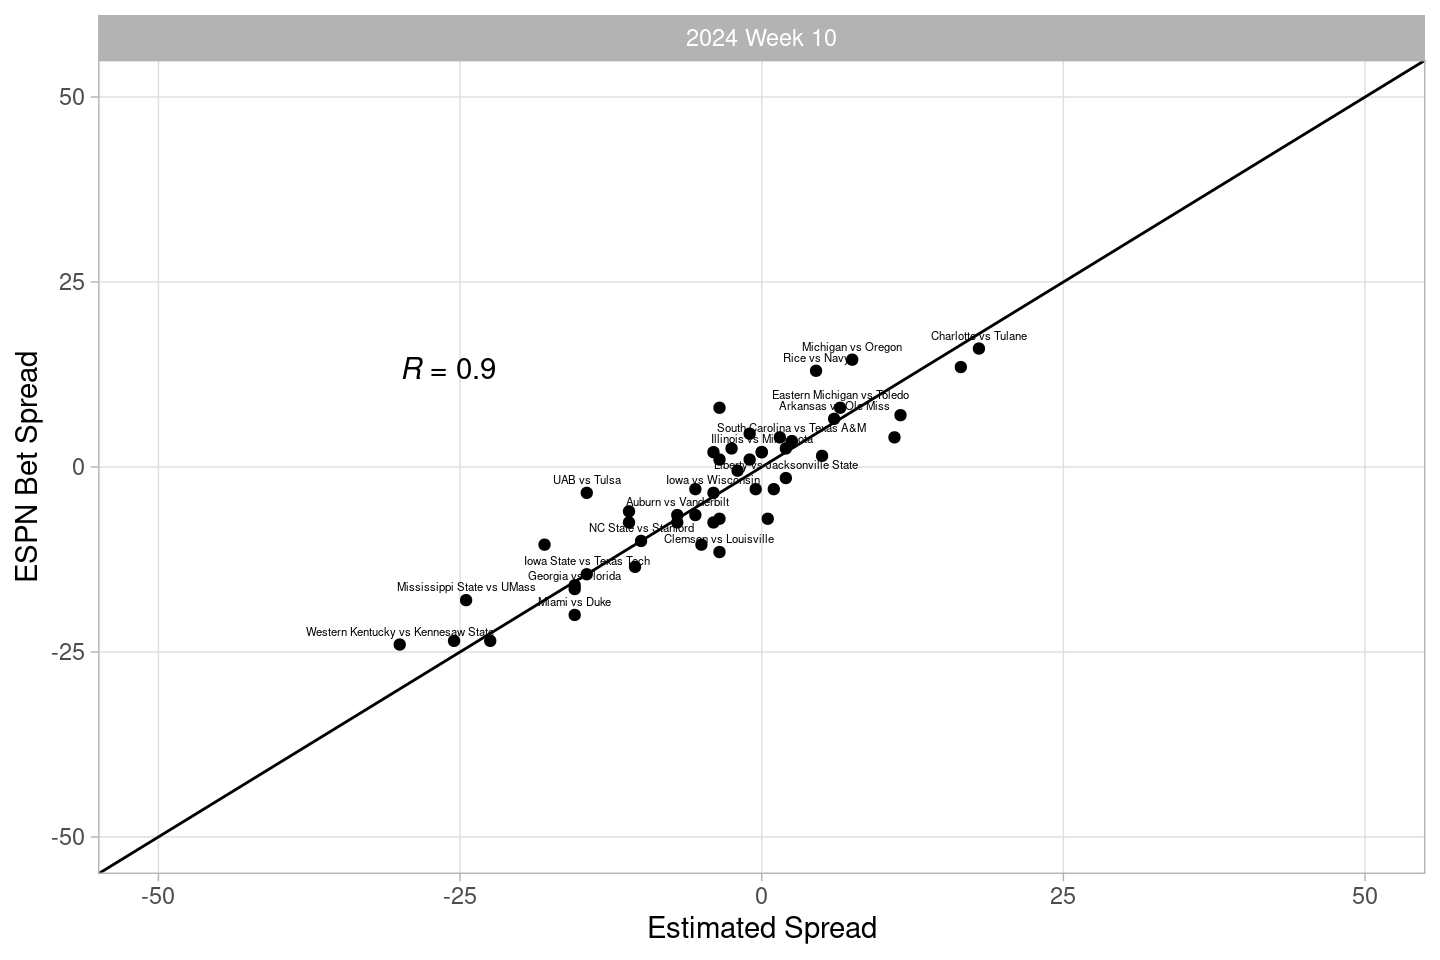 2024 Week 10
50
25
0
-25
-50
ESPN Bet Spread
R = 0.9
Charlotte vs Tulane
Michigan vs Oregon
Rice vs Navy
Eastern Michigan vs Toledo
Arkansas vs Ole Miss
South Carolina vs Texas A&M
Illinois vs Minnesota
Liberty vs Jacksonville State
UAB vs Tulsa
Iowa vs Wisconsin
Auburn vs Vanderbilt
NC State vs Stanford
Clemson vs Louisville
Iowa State vs Texas Tech
Georgia vs Florida
Mississippi State vs UMass
Miami vs Duke
Western Kentucky vs Kennesaw State
-50
-25
0
25
50
Estimated Spread